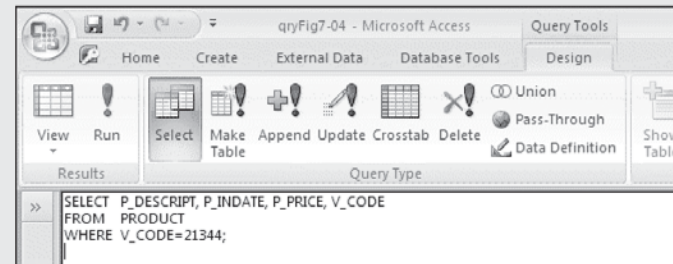 qryFig7-04 - Microsoft Access
Query Tools
Home Create External Data Database Tools Design
View Run Select Make Table Append Update Crosstab Delete
Union
Pass-Through
Data Definition
Results Query Type
SELECT P_DESCRIPT, P_INDATE, P_PRICE, V_CODE
FROM PRODUCT
WHERE V_CODE=21344;